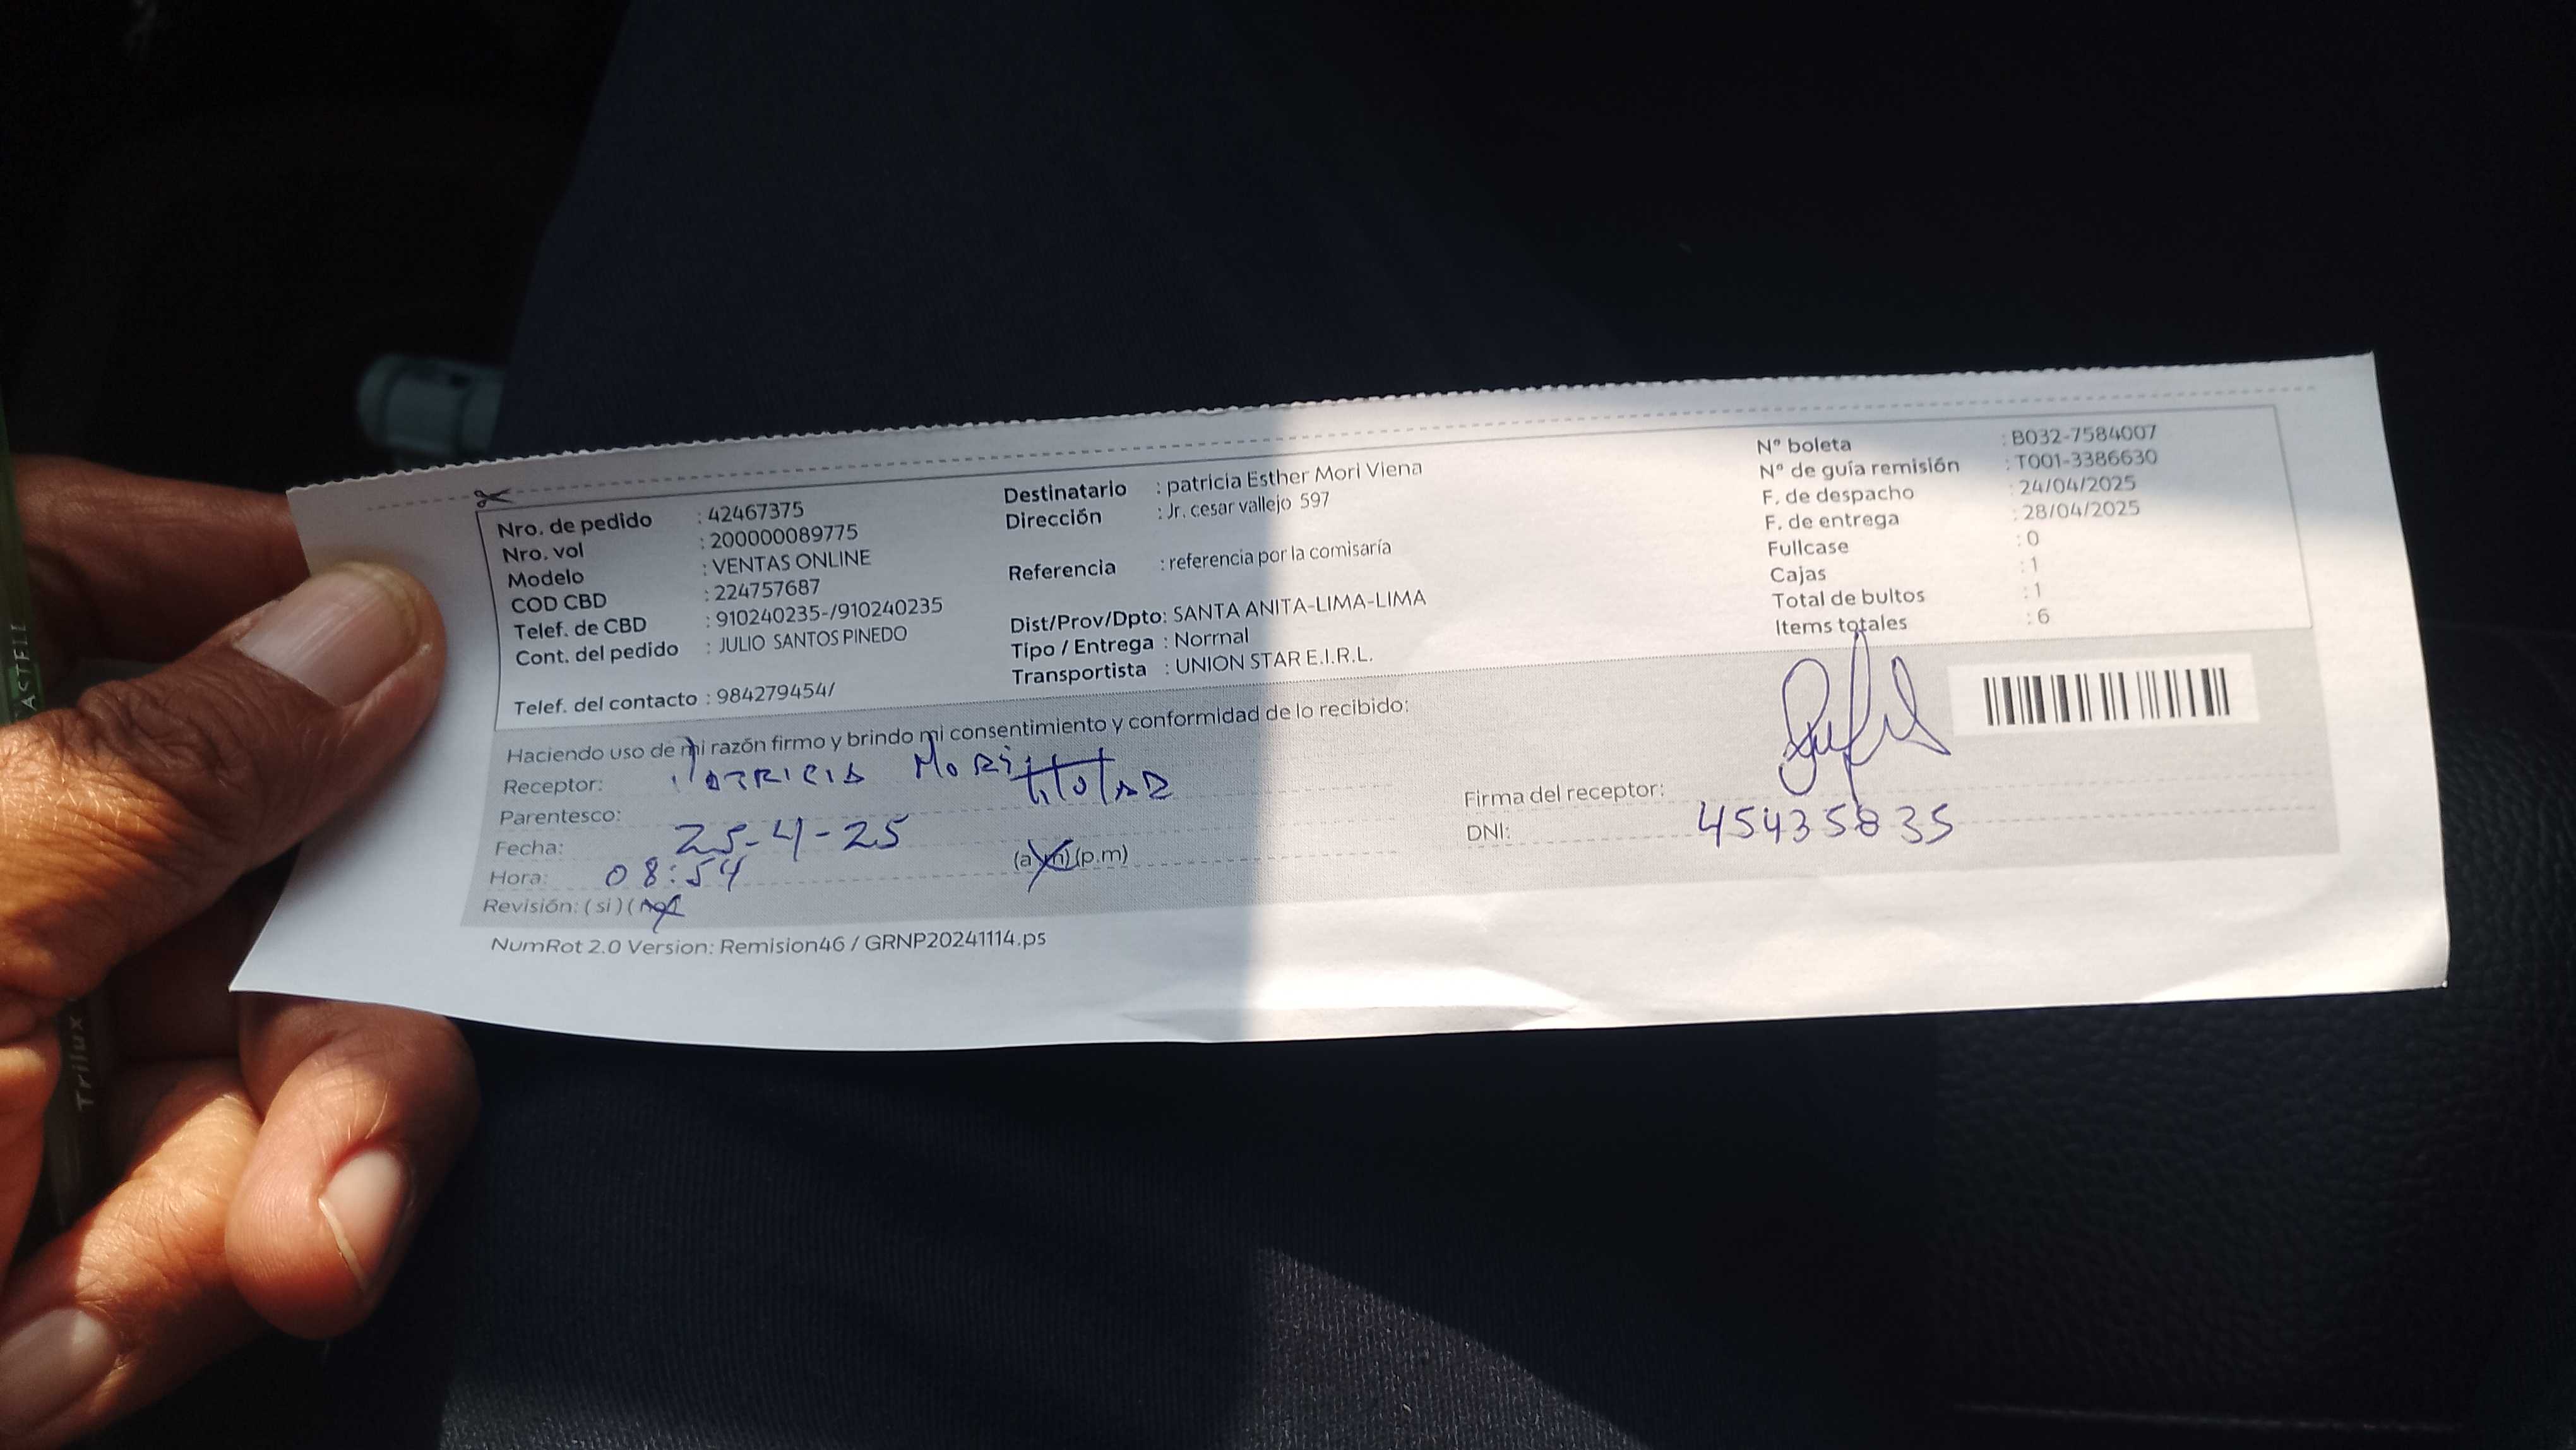 Nro. de pedido : 42467375
Nro. vol : 200000089775
Modelo : VENTAS ONLINE
COD CBD : 224757687
Telef. de CBD : 910240235-/910240235
Cont. del pedido : JULIO SANTOS PINEDO
Telef. del contacto : 984279454/
Destinatario : patricia Esther Mori Viena
Dirección : Jr. cesar vallejo 597
Referencia : referencia por la comisaría
Dist/Prov/Dpto: SANTA ANITA-LIMA-LIMA
Tipo / Entrega : Normal
Transportista : UNION STAR E.I.R.L.
N° boleta : B032-7584007
N° de guía remisión : T001-3386630
F. de despacho : 24/04/2025
F. de entrega : 28/04/2025
Fullcase : 0
Cajas : 1
Total de bultos : 1
Items totales : 6
Haciendo uso de mi razón firmo y brindo mi consentimiento y conformidad de lo recibido:
Receptor: PATRICIA MORI
Parentesco: titular
Fecha: 25-4-25
Hora: 08:54 (a.m) (p.m)
Revisión: ( si ) ( no )
Firma del receptor:
DNI: 45435835
NumRot 2.0 Version: Remision46 / GRNP20241114.ps
Trilux